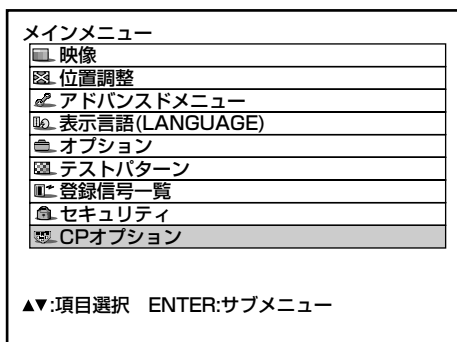 メインメニュー
映像
位置調整
アドバンスドメニュー
表示言語(LANGUAGE)
オプション
テストパターン
登録信号一覧
セキュリティ
CPオプション
▲▼:項目選択　ENTER:サブメニュー